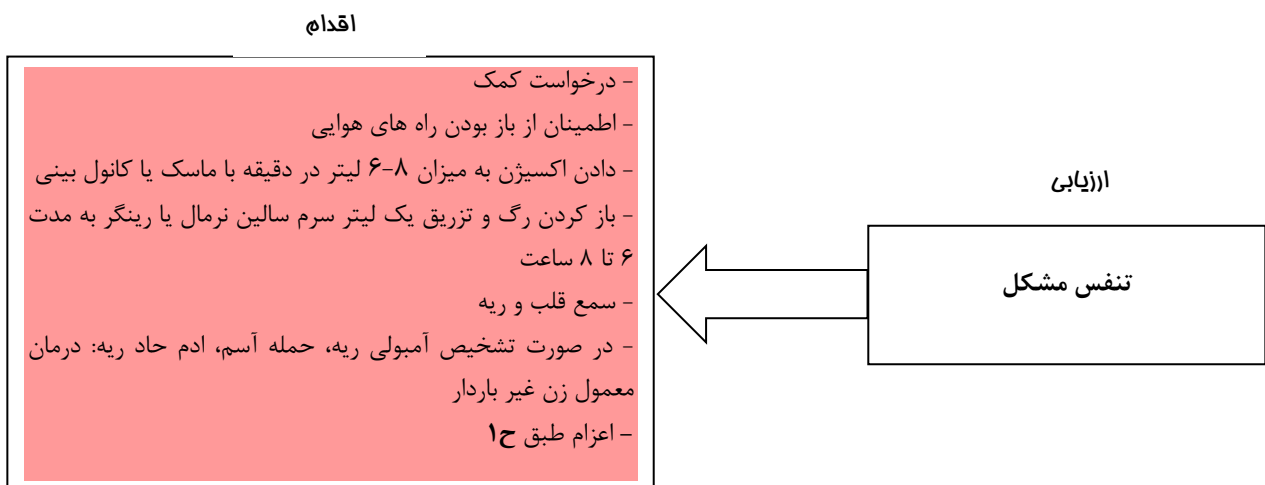 اقدام
- درخواست کمک
- اطمینان از باز بودن راه های هوایی
- دادن اکسیژن به میزان ۸-۶ لیتر در دقیقه با ماسک یا کانول بینی
- باز کردن رگ و تزریق یک لیتر سرم سالین نرمال یا رینگر به مدت
۶ تا ۸ ساعت
- سمع قلب و ریه
- در صورت تشخیص آمبولی ریه، حمله آسم، ادم حاد ریه: درمان
معمول زن غیر باردار
- اعزام طبق ح۱
ارزیابی
تنفس مشکل